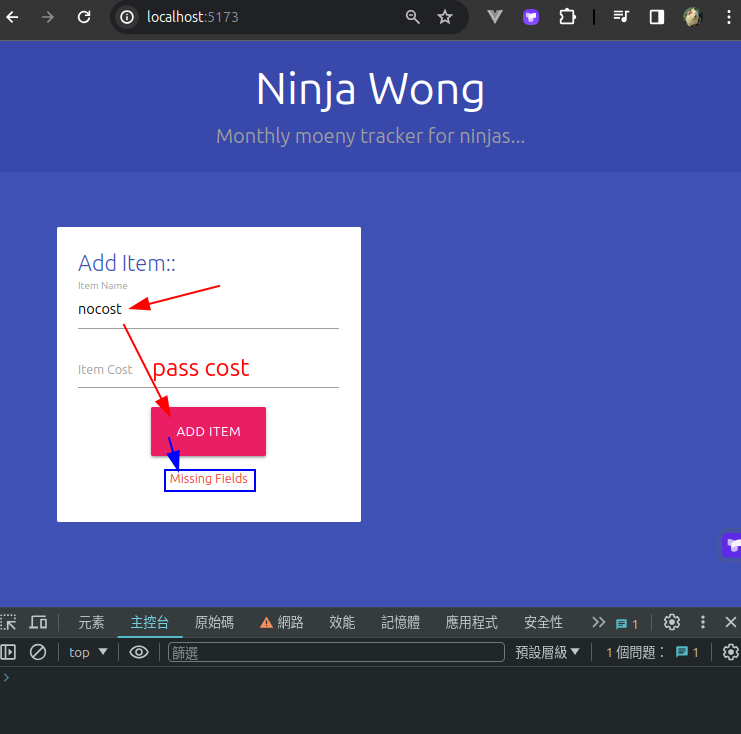 localhost:5173
Ninja Wong
Monthly moeny tracker for ninjas...
Add Item::
Item Name
nocost
Item Cost
pass cost
ADD ITEM
Missing Fields
元素 主控台 原始碼 網路 效能 記憶體 應用程式 安全性 1
top 篩選 預設層級 1 個問題： 1